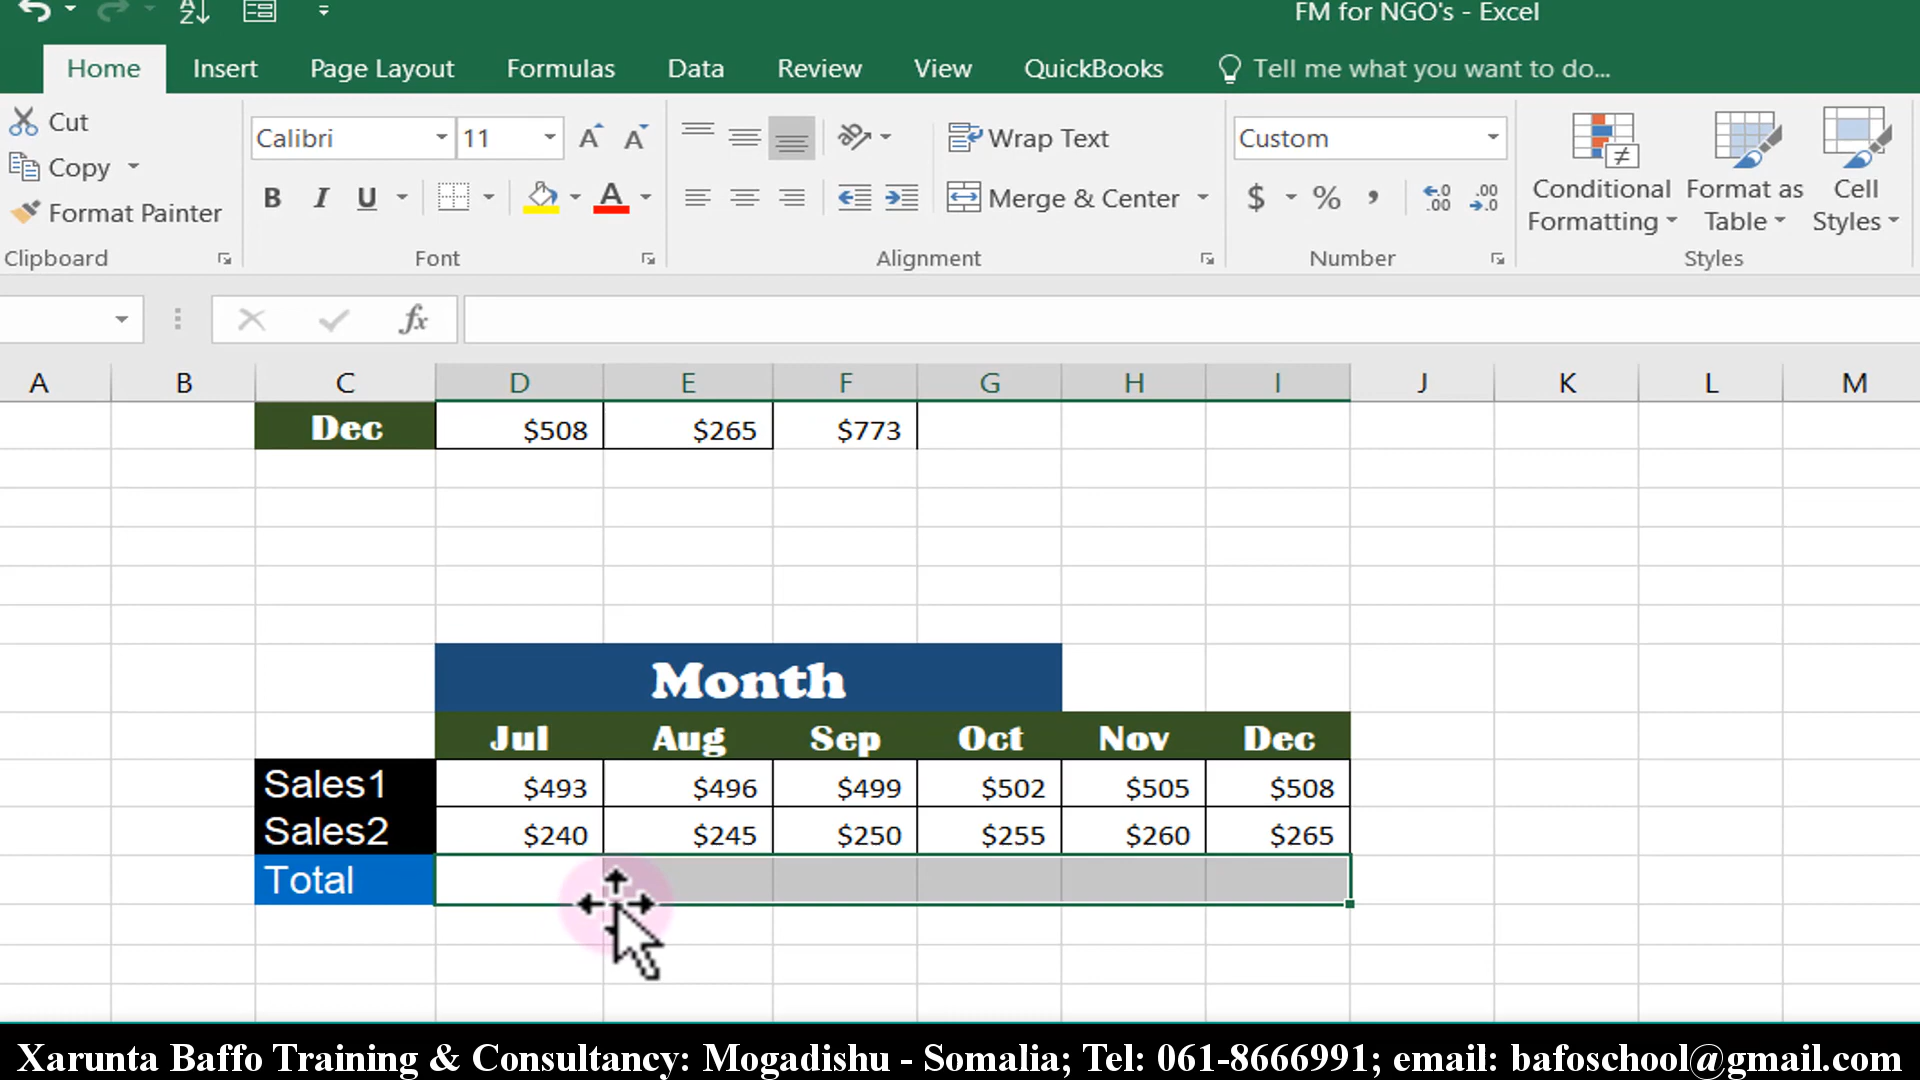 FM for NGO's - Excel
Home Insert Page Layout Formulas Data Review View QuickBooks Tell me what you want to do...
Cut
Copy
Format Painter
Calibri 11
B I U A
Wrap Text
Merge & Center
Custom
$ % ,
Conditional Formatting
Format as Table
Cell Styles
Clipboard Font Alignment Number Styles
fx
A B C D E F G H I J K L M
Dec $508 $265 $773
Month
Jul Aug Sep Oct Nov Dec
Sales1 $493 $496 $499 $502 $505 $508
Sales2 $240 $245 $250 $255 $260 $265
Total
Xarunta Baffo Training & Consultancy: Mogadishu - Somalia; Tel: 061-8666991; email: bafoschool@gmail.com